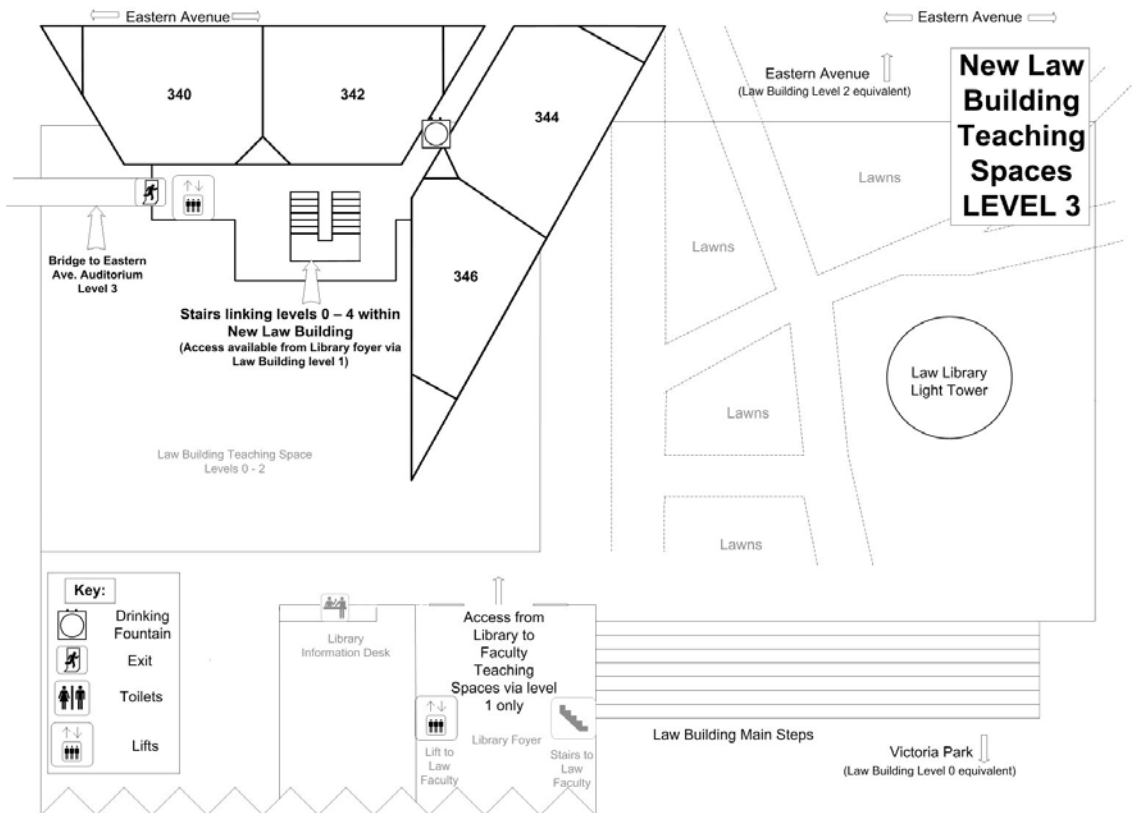 Eastern Avenue
Eastern Avenue
Eastern Avenue
(Law Building Level 2 equivalent)
New Law
Building
Teaching
Spaces
LEVEL 3
340
342
344
346
Lawns
Lawns
Lawns
Lawns
Bridge to Eastern
Ave. Auditorium
Level 3
Stairs linking levels 0 – 4 within
New Law Building
(Access available from Library foyer via
Law Building level 1)
Law Library
Light Tower
Law Building Teaching Space
Levels 0 - 2
Key:
Drinking
Fountain
Exit
Toilets
Lifts
Library
Information Desk
Access from
Library to
Faculty
Teaching
Spaces via level
1 only
Library Foyer
Lift to
Law
Faculty
Stairs to
Law
Faculty
Law Building Main Steps
Victoria Park
(Law Building Level 0 equivalent)